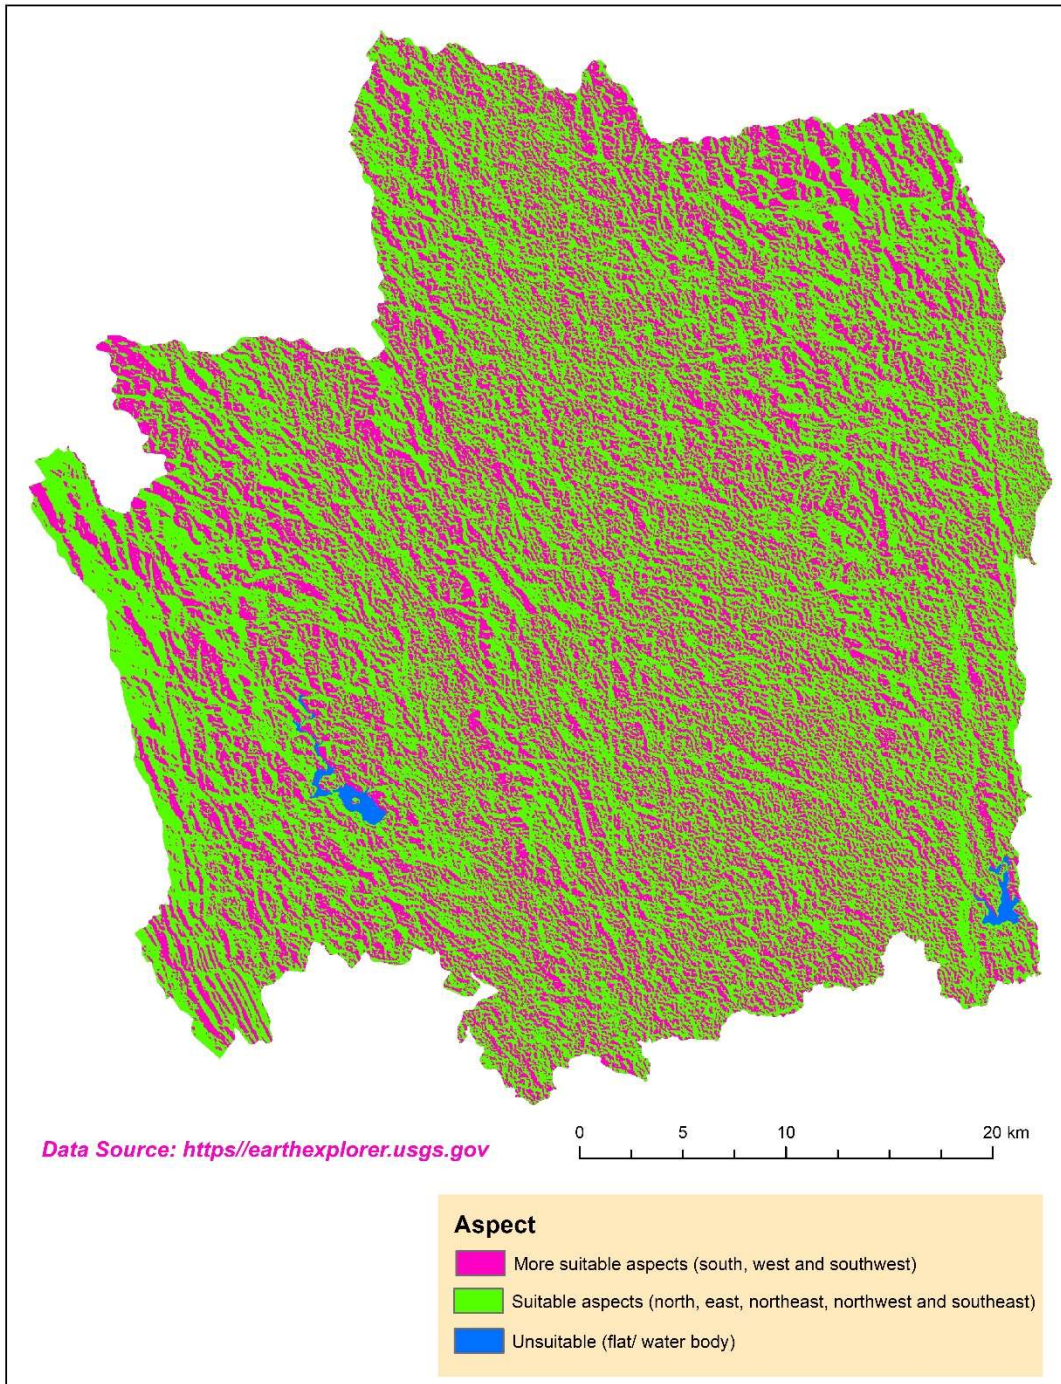 Data Source: https//earthexplorer.usgs.gov
0 5 10 20 km
Aspect
More suitable aspects (south, west and southwest)
Suitable aspects (north, east, northeast, northwest and southeast)
Unsuitable (flat/ water body)